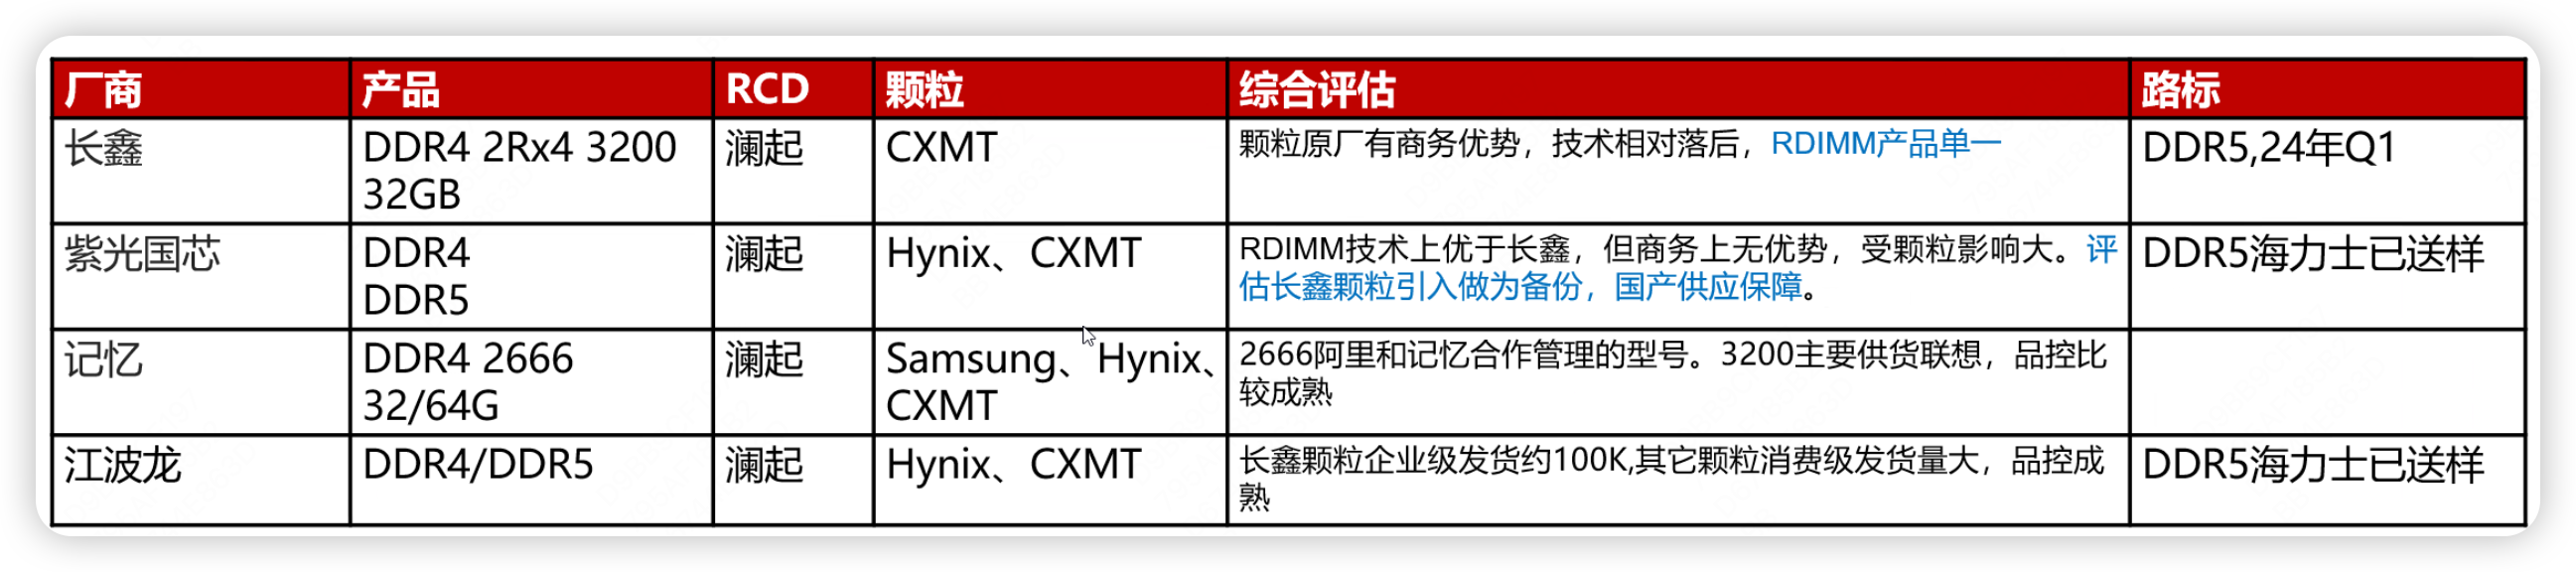 厂商 产品 RCD 颗粒 综合评估 路标
长鑫 DDR4 2Rx4 3200 澜起 CXMT 颗粒原厂有商务优势，技术相对落后，RDIMM产品单一 DDR5,24年Q1
32GB
紫光国芯 DDR4 澜起 Hynix、CXMT RDIMM技术上优于长鑫，但商务上无优势，受颗粒影响大。评 DDR5海力士已送样
DDR5 估长鑫颗粒引入做为备份，国产供应保障。
记忆 DDR4 2666 澜起 Samsung、Hynix、 2666阿里和记忆合作管理的型号。3200主要供货联想，品控比
32/64G CXMT 较成熟
江波龙 DDR4/DDR5 澜起 Hynix、CXMT 长鑫颗粒企业级发货约100K,其它颗粒消费级发货量大，品控成 DDR5海力士已送样
熟